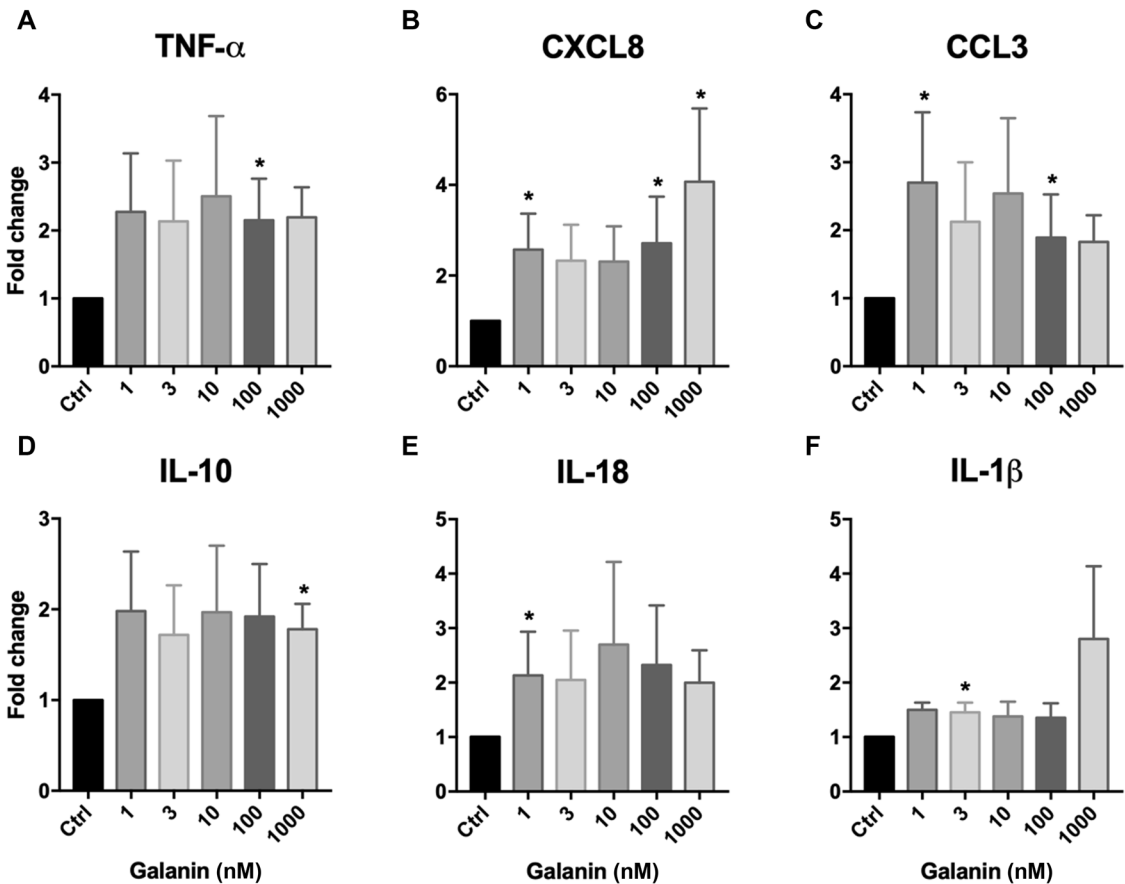 A
TNF-α
Fold change
4
3
2
1
0
*
Ctrl 1 3 10 100 1000
B
CXCL8
6
4
2
0
* * *
Ctrl 1 3 10 100 1000
C
CCL3
4
3
2
1
0
* *
Ctrl 1 3 10 100 1000
D
IL-10
Fold change
3
2
1
0
*
Ctrl 1 3 10 100 1000
Galanin (nM)
E
IL-18
5
4
3
2
1
0
*
Ctrl 1 3 10 100 1000
Galanin (nM)
F
IL-1β
5
4
3
2
1
0
*
Ctrl 1 3 10 100 1000
Galanin (nM)